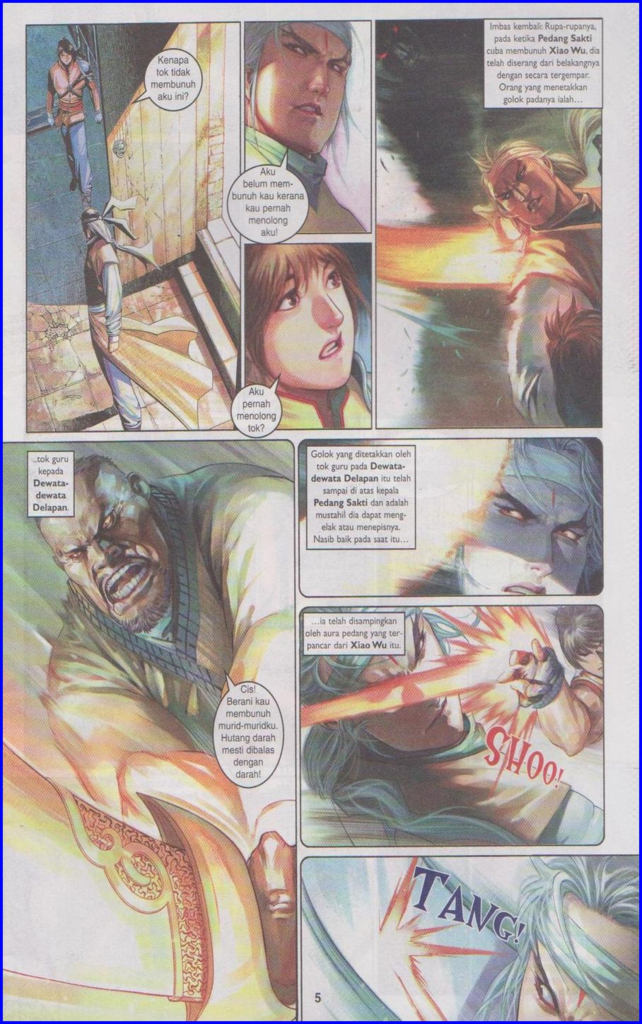 Kenapa
tok tidak
membunuh
aku ini?
Aku
belum mem-
bunuh kau kerana
kau pernah
menolong
aku!
Aku
pernah
menolong
tok?
Imbas kembali: Rupa-rupanya,
pada ketika Pedang Sakti
cuba membunuh Xiao Wu, dia
telah diserang dari belakangnya
dengan secara tergempar.
Orang yang menetakkan
golok padanya ialah...
...tok guru
kepada
Dewata-
dewata
Delapan.
Cis!
Berani kau
membunuh
murid-muridku.
Hutang darah
mesti dibalas
dengan
darah!
Golok yang ditetakkan oleh
tok guru pada Dewata-
dewata Delapan itu telah
sampai di atas kepala
Pedang Sakti dan adalah
mustahil dia dapat meng-
elak atau menepisnya.
Nasib baik pada saat itu...
...ia telah disampingkan
oleh aura pedang yang ter-
pancar dari Xiao Wu itu.
SHOO!
TANG!
5